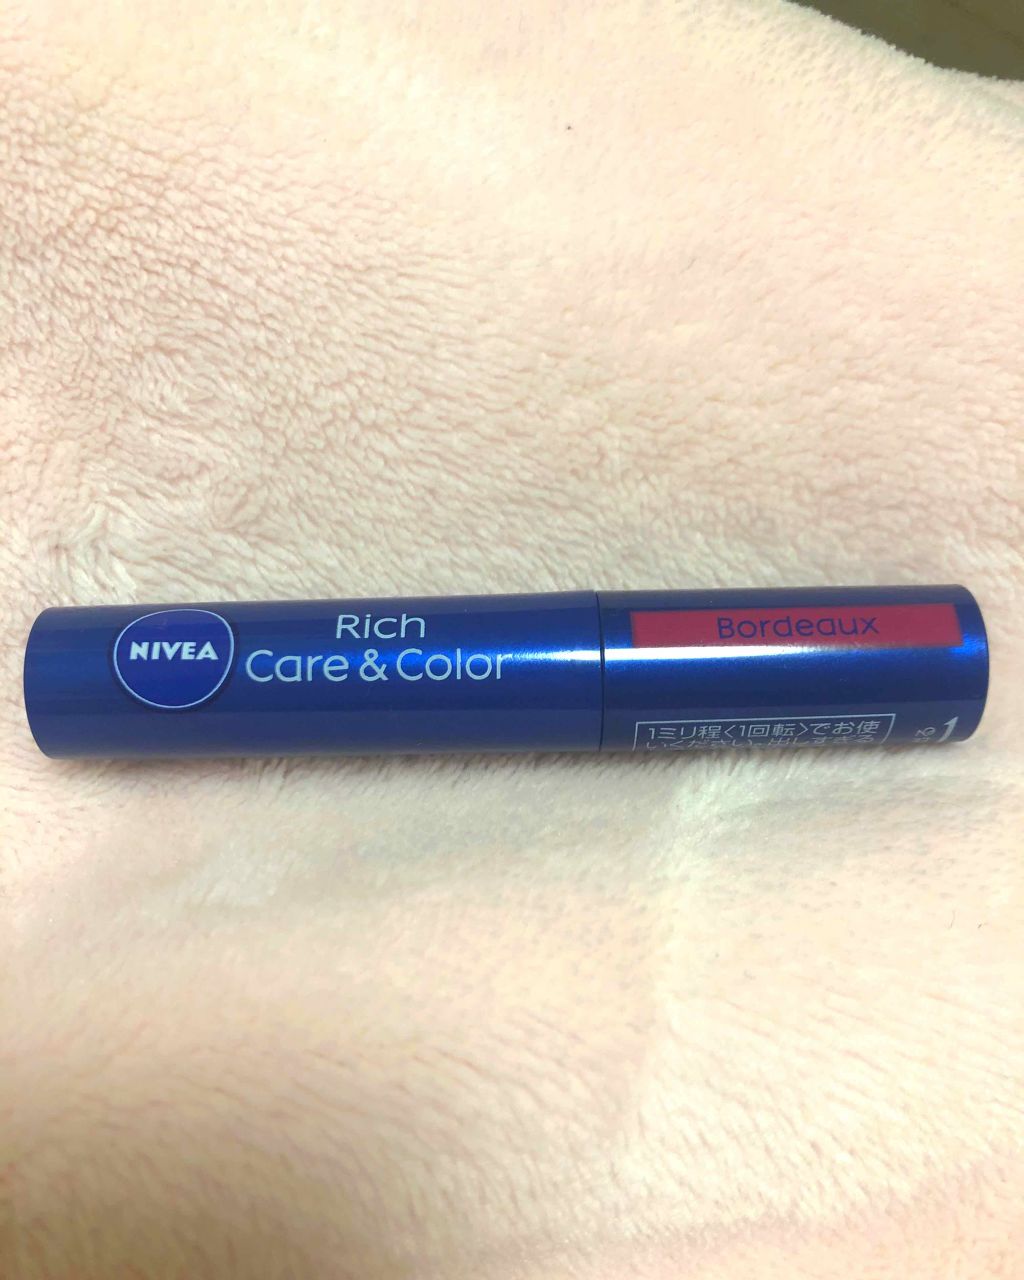 NIVEA
Rich
Care & Color
Bordeaux
1ミリ程〈1回転〉でお使
いください。出しすぎる